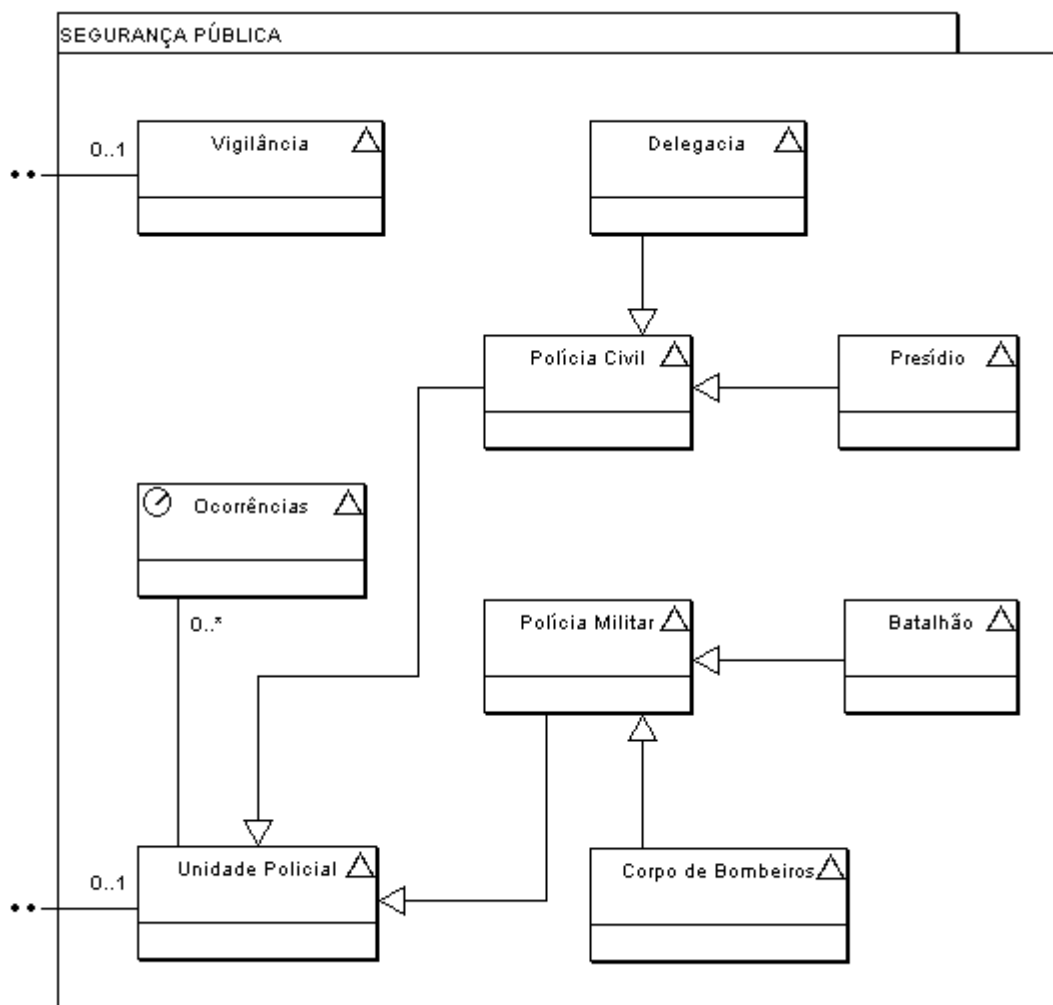 SEGURANÇA PÚBLICA
Vigilância
Delegacia
0..1
Polícia Civil
Presídio
Ocorrências
0..*
Polícia Militar
Batalhão
Unidade Policial
Corpo de Bombeiros
0..1